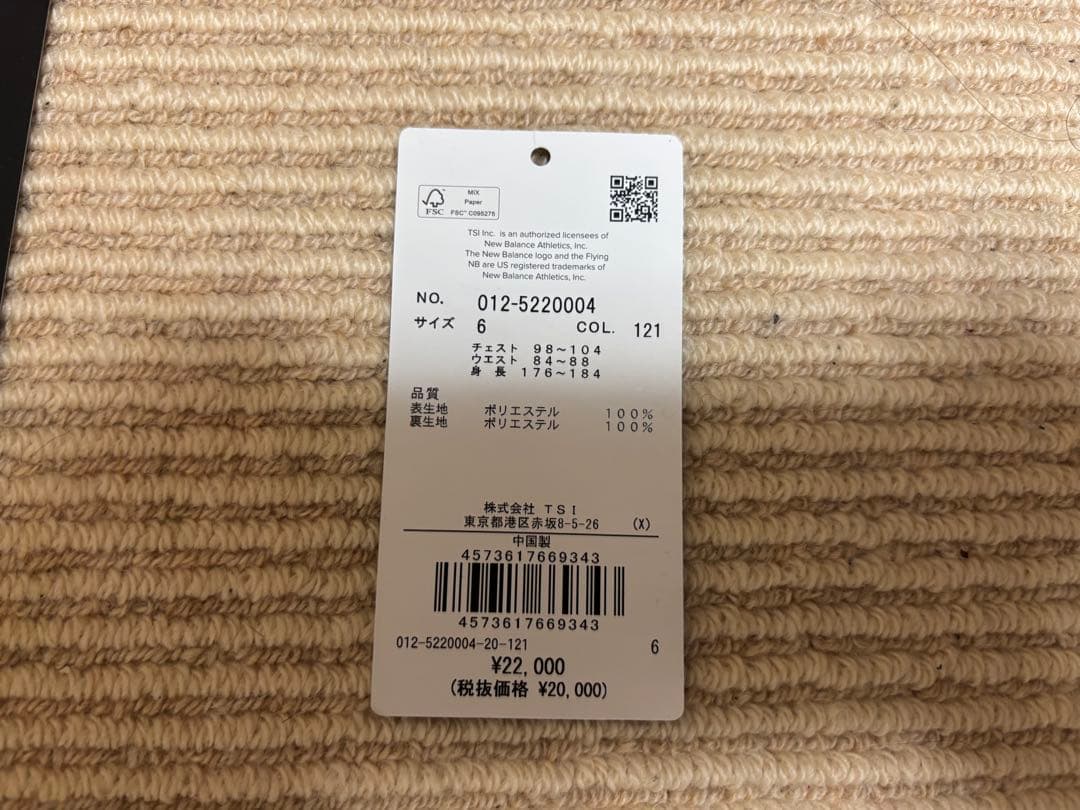 MIX
Paper
FSC
FSC™ C095275
TSI Inc. is an authorized licensees of
New Balance Athletics, Inc.
The New Balance logo and the Flying
NB are US registered trademarks of
New Balance Athletics, Inc.
NO. 012-5220004
サイズ 6 COL. 121
チェスト 98～104
ウエスト 84～88
身長 176～184
品質
表生地 ポリエステル 100%
裏生地 ポリエステル 100%
株式会社 TSI
東京都港区赤坂8-5-26 (X)
中国製
4573617669343
4573617669343
012-5220004-20-121 6
¥22,000
(税抜価格 ¥20,000)